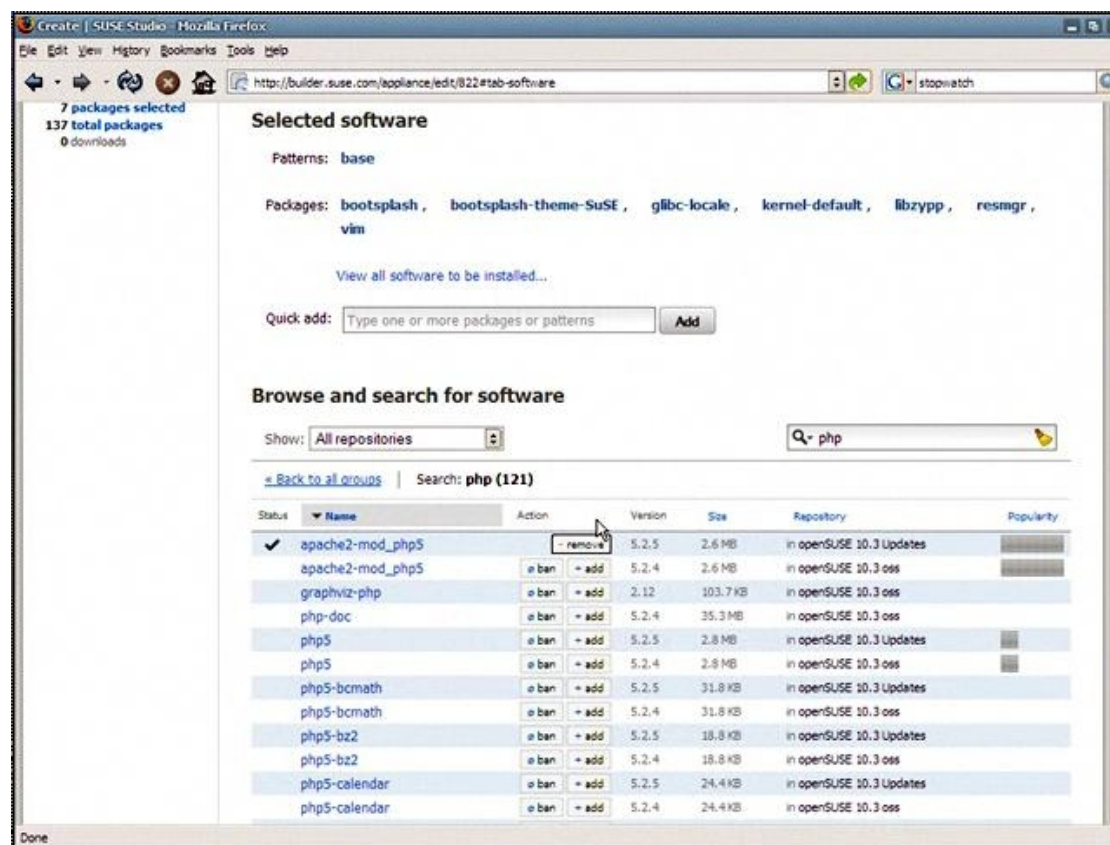 Create | SUSE Studio - Mozilla Firefox
File Edit View History Bookmarks Tools Help
http://builder.suse.com/appliance/edit/822#tab-software
stopwatch
7 packages selected
137 total packages
0 downloads
Selected software
Patterns: base
Packages: bootsplash , bootsplash-theme-SuSE , glibc-locale , kernel-default , libzypp , resmgr ,
vim
View all software to be installed...
Quick add: Type one or more packages or patterns Add
Browse and search for software
Show: All repositories php
« Back to all groups | Search: php (121)
Status Name Action Version Size Repository Popularity
apache2-mod_php5 - remove 5.2.5 2.6 MB in openSUSE 10.3 Updates
apache2-mod_php5 ban + add 5.2.4 2.6 MB in openSUSE 10.3 oss
graphviz-php ban + add 2.12 103.7 KB in openSUSE 10.3 oss
php-doc ban + add 5.2.4 35.3 MB in openSUSE 10.3 oss
php5 ban + add 5.2.5 2.8 MB in openSUSE 10.3 Updates
php5 ban + add 5.2.4 2.8 MB in openSUSE 10.3 oss
php5-bcmath ban + add 5.2.5 31.8 KB in openSUSE 10.3 Updates
php5-bcmath ban + add 5.2.4 31.8 KB in openSUSE 10.3 oss
php5-bz2 ban + add 5.2.5 18.8 KB in openSUSE 10.3 Updates
php5-bz2 ban + add 5.2.4 18.8 KB in openSUSE 10.3 oss
php5-calendar ban + add 5.2.5 24.4 KB in openSUSE 10.3 Updates
php5-calendar ban + add 5.2.4 24.4 KB in openSUSE 10.3 oss
Done